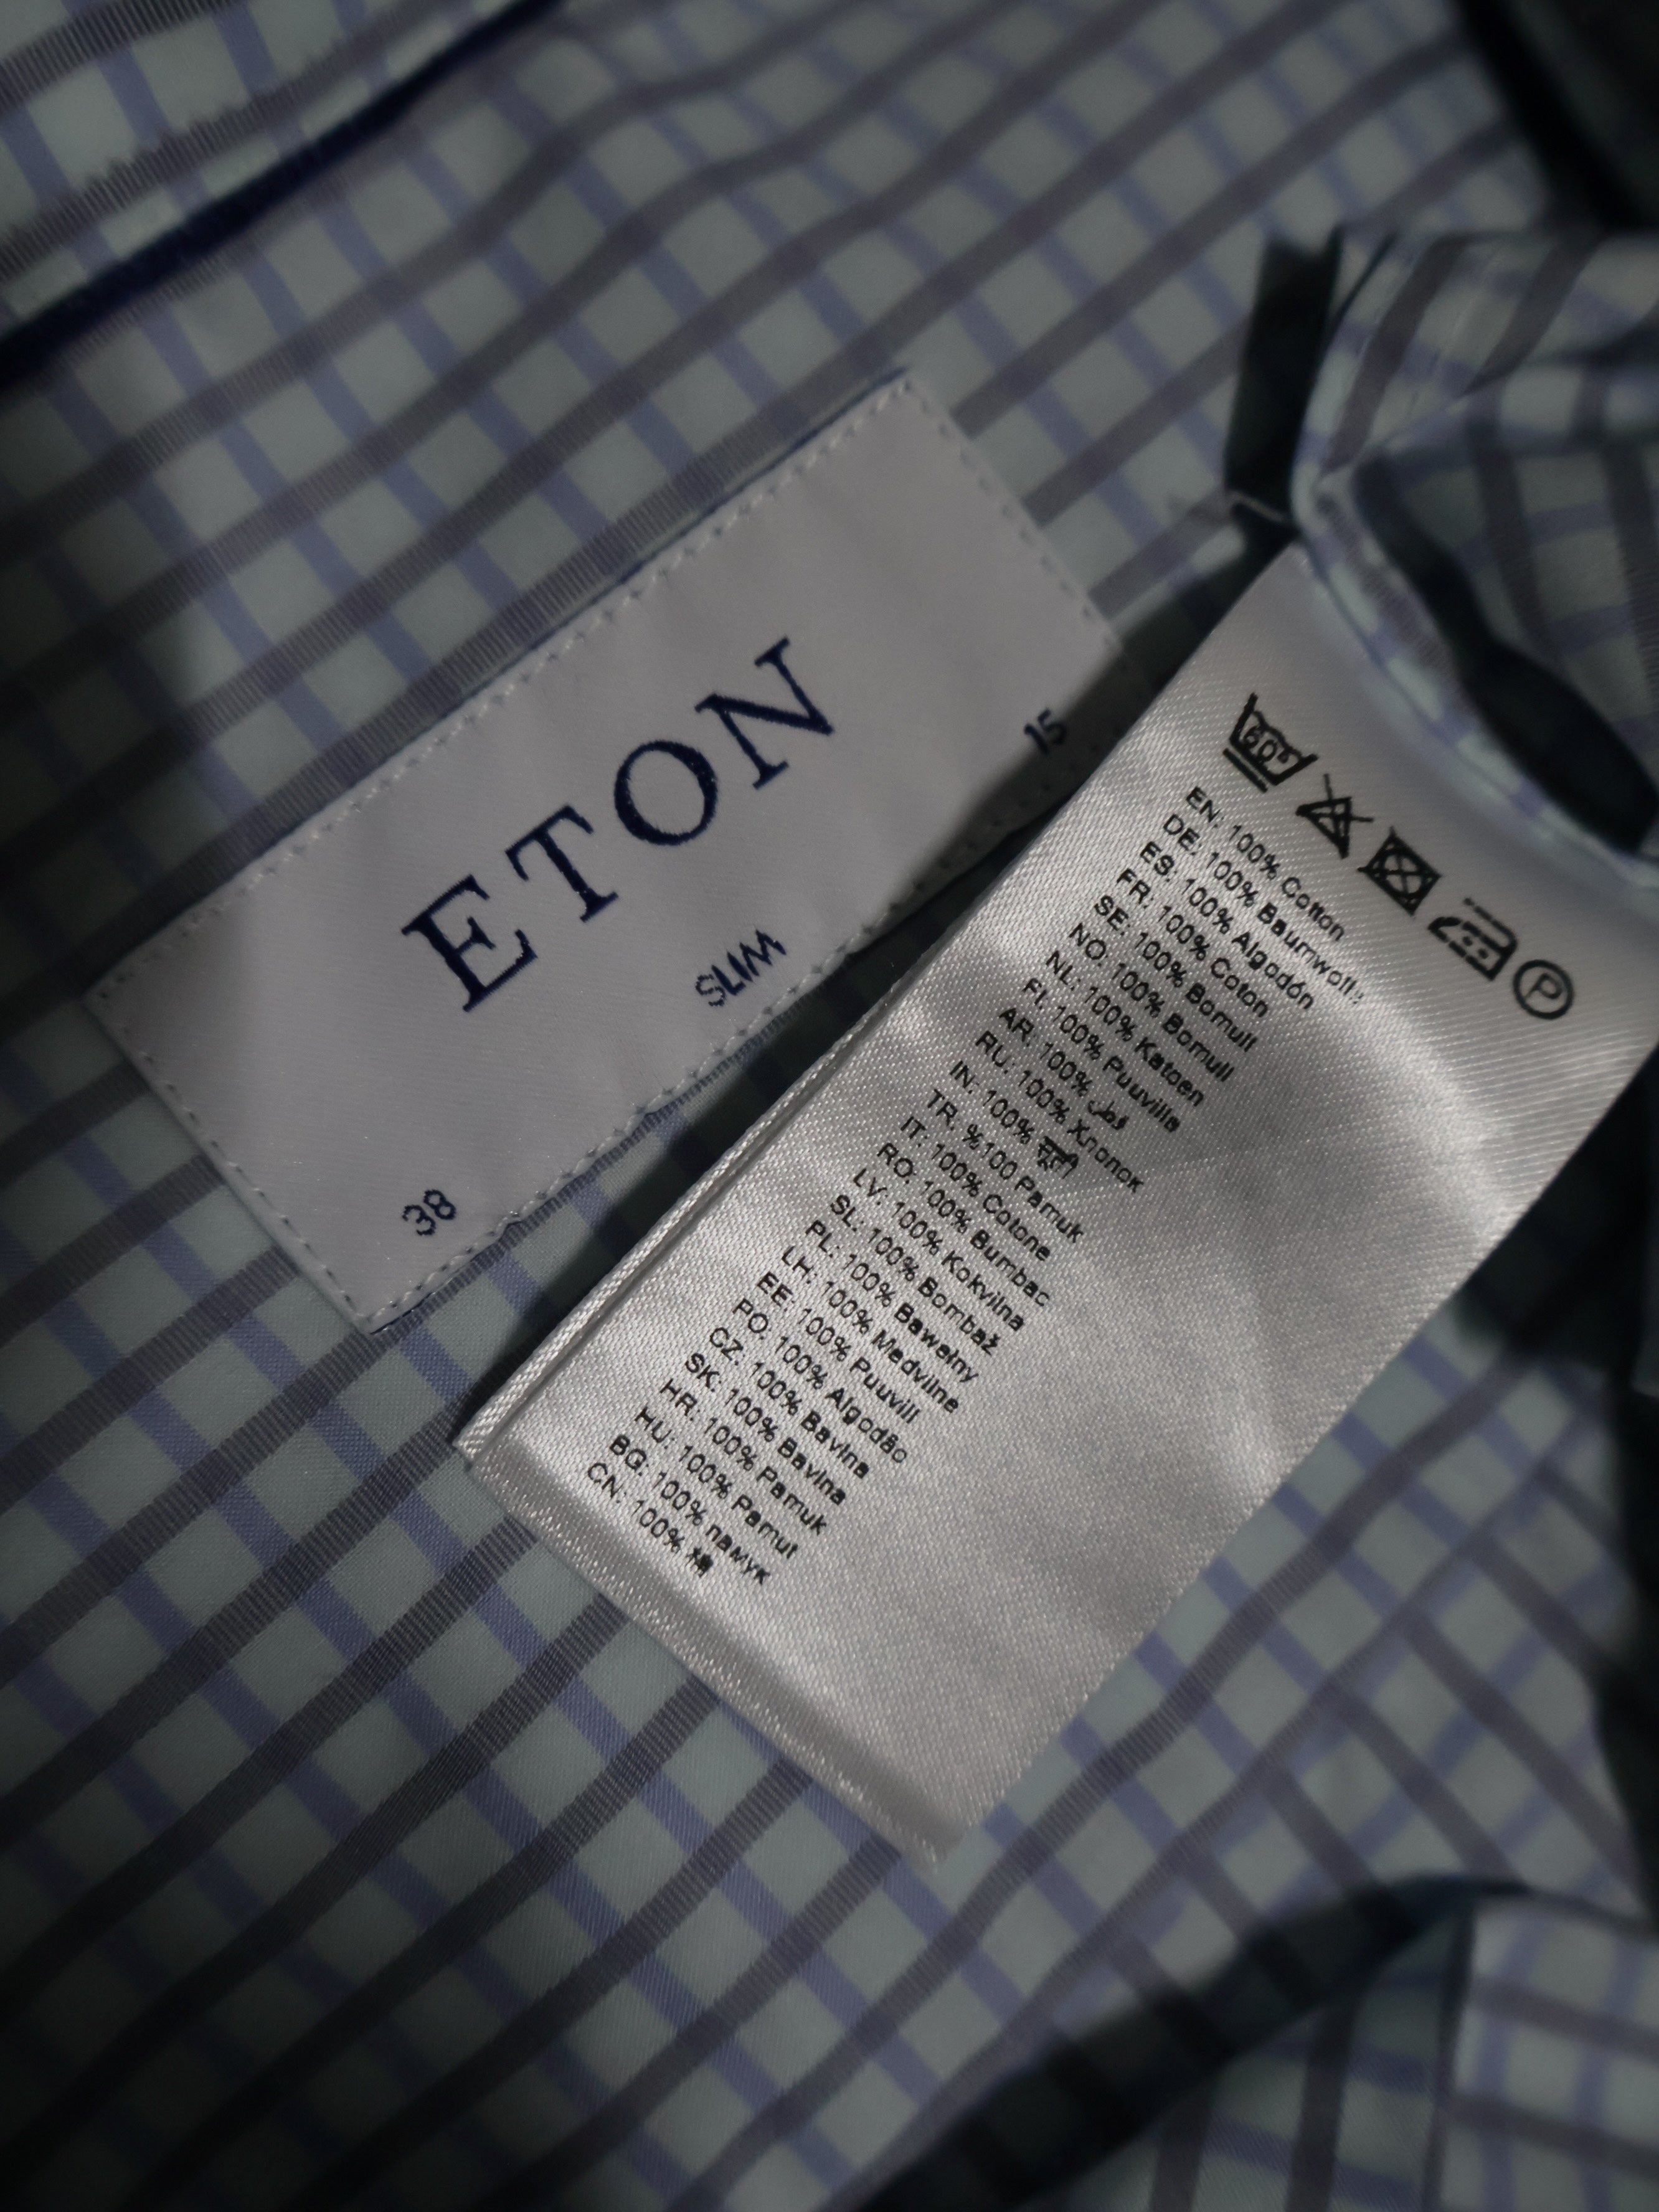 ETON
SLIM
38
15
60°
P
EN: 100% Cotton
DE: 100% Baumwolle
ES: 100% Algodón
FR: 100% Coton
SE: 100% Bomull
NO: 100% Bomull
NL: 100% Katoen
FI: 100% Puuvilla
AR: 100% قطن
RU: 100% Хлопок
IN: 100%
TR: %100 Pamuk
IT: 100% Cotone
RO: 100% Bumbac
LV: 100% Kokvilna
SL: 100% Bombaž
PL: 100% Bawełny
LH: 100% Medvilne
EE: 100% Puuvill
PO: 100% Algodão
CZ: 100% Bavlna
SK: 100% Bavlna
HR: 100% Pamuk
HU: 100% Pamut
BG: 100% памук
CN: 100% 棉